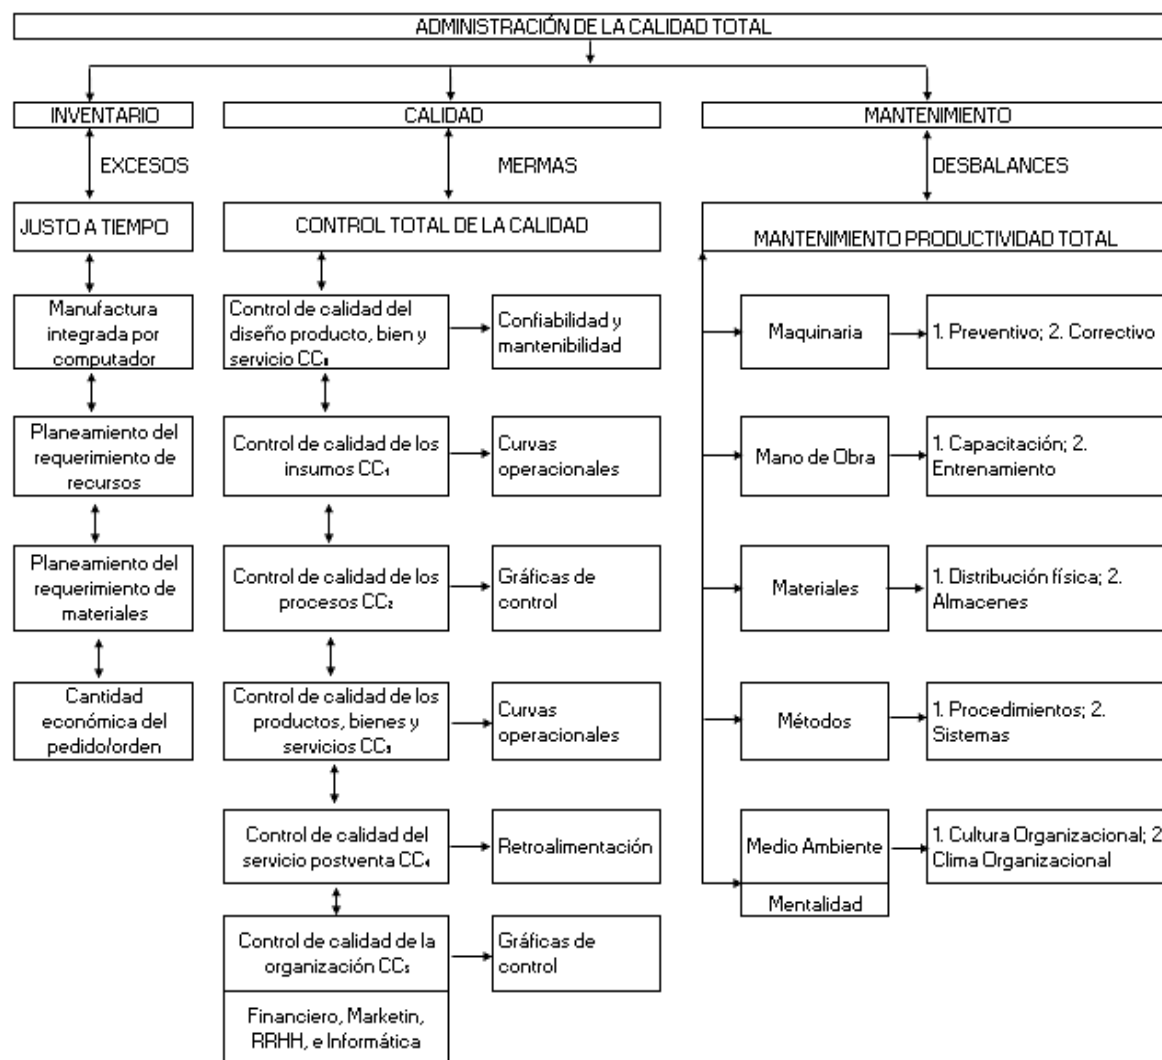 ADMINISTRACIÓN DE LA CALIDAD TOTAL
INVENTARIO
CALIDAD
MANTENIMIENTO
EXCESOS
MERMAS
DESBALANCES
JUSTO A TIEMPO
CONTROL TOTAL DE LA CALIDAD
MANTENIMIENTO PRODUCTIVIDAD TOTAL
Manufactura
integrada por
computador
Control de calidad del
diseño producto, bien y
servicio CC₀
Confiabilidad y
mantenibilidad
Maquinaria
1. Preventivo; 2. Correctivo
Planeamiento del
requerimiento de
recursos
Control de calidad de los
insumos CC₁
Curvas
operacionales
Mano de Obra
1. Capacitación; 2.
Entrenamiento
Planeamiento del
requerimiento de
materiales
Control de calidad de los
procesos CC₂
Gráficas de
control
Materiales
1. Distribución física; 2.
Almacenes
Cantidad
económica del
pedido/orden
Control de calidad de los
productos, bienes y
servicios CC₃
Curvas
operacionales
Métodos
1. Procedimientos; 2.
Sistemas
Control de calidad del
servicio postventa CC₄
Retroalimentación
Medio Ambiente
1. Cultura Organizacional; 2
Clima Organizacional
Mentalidad
Control de calidad de la
organización CC₅
Gráficas de
control
Financiero, Marketin,
RRHH, e Informática